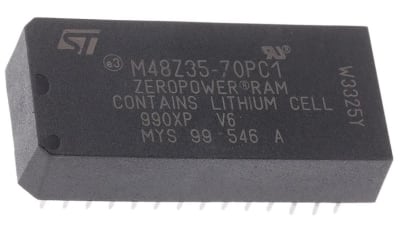 ST
e3 M48Z35-70PC1
ZEROPOWER®RAM
CONTAINS LITHIUM CELL
990XP V6
MYS 99 546 A
W3325Y